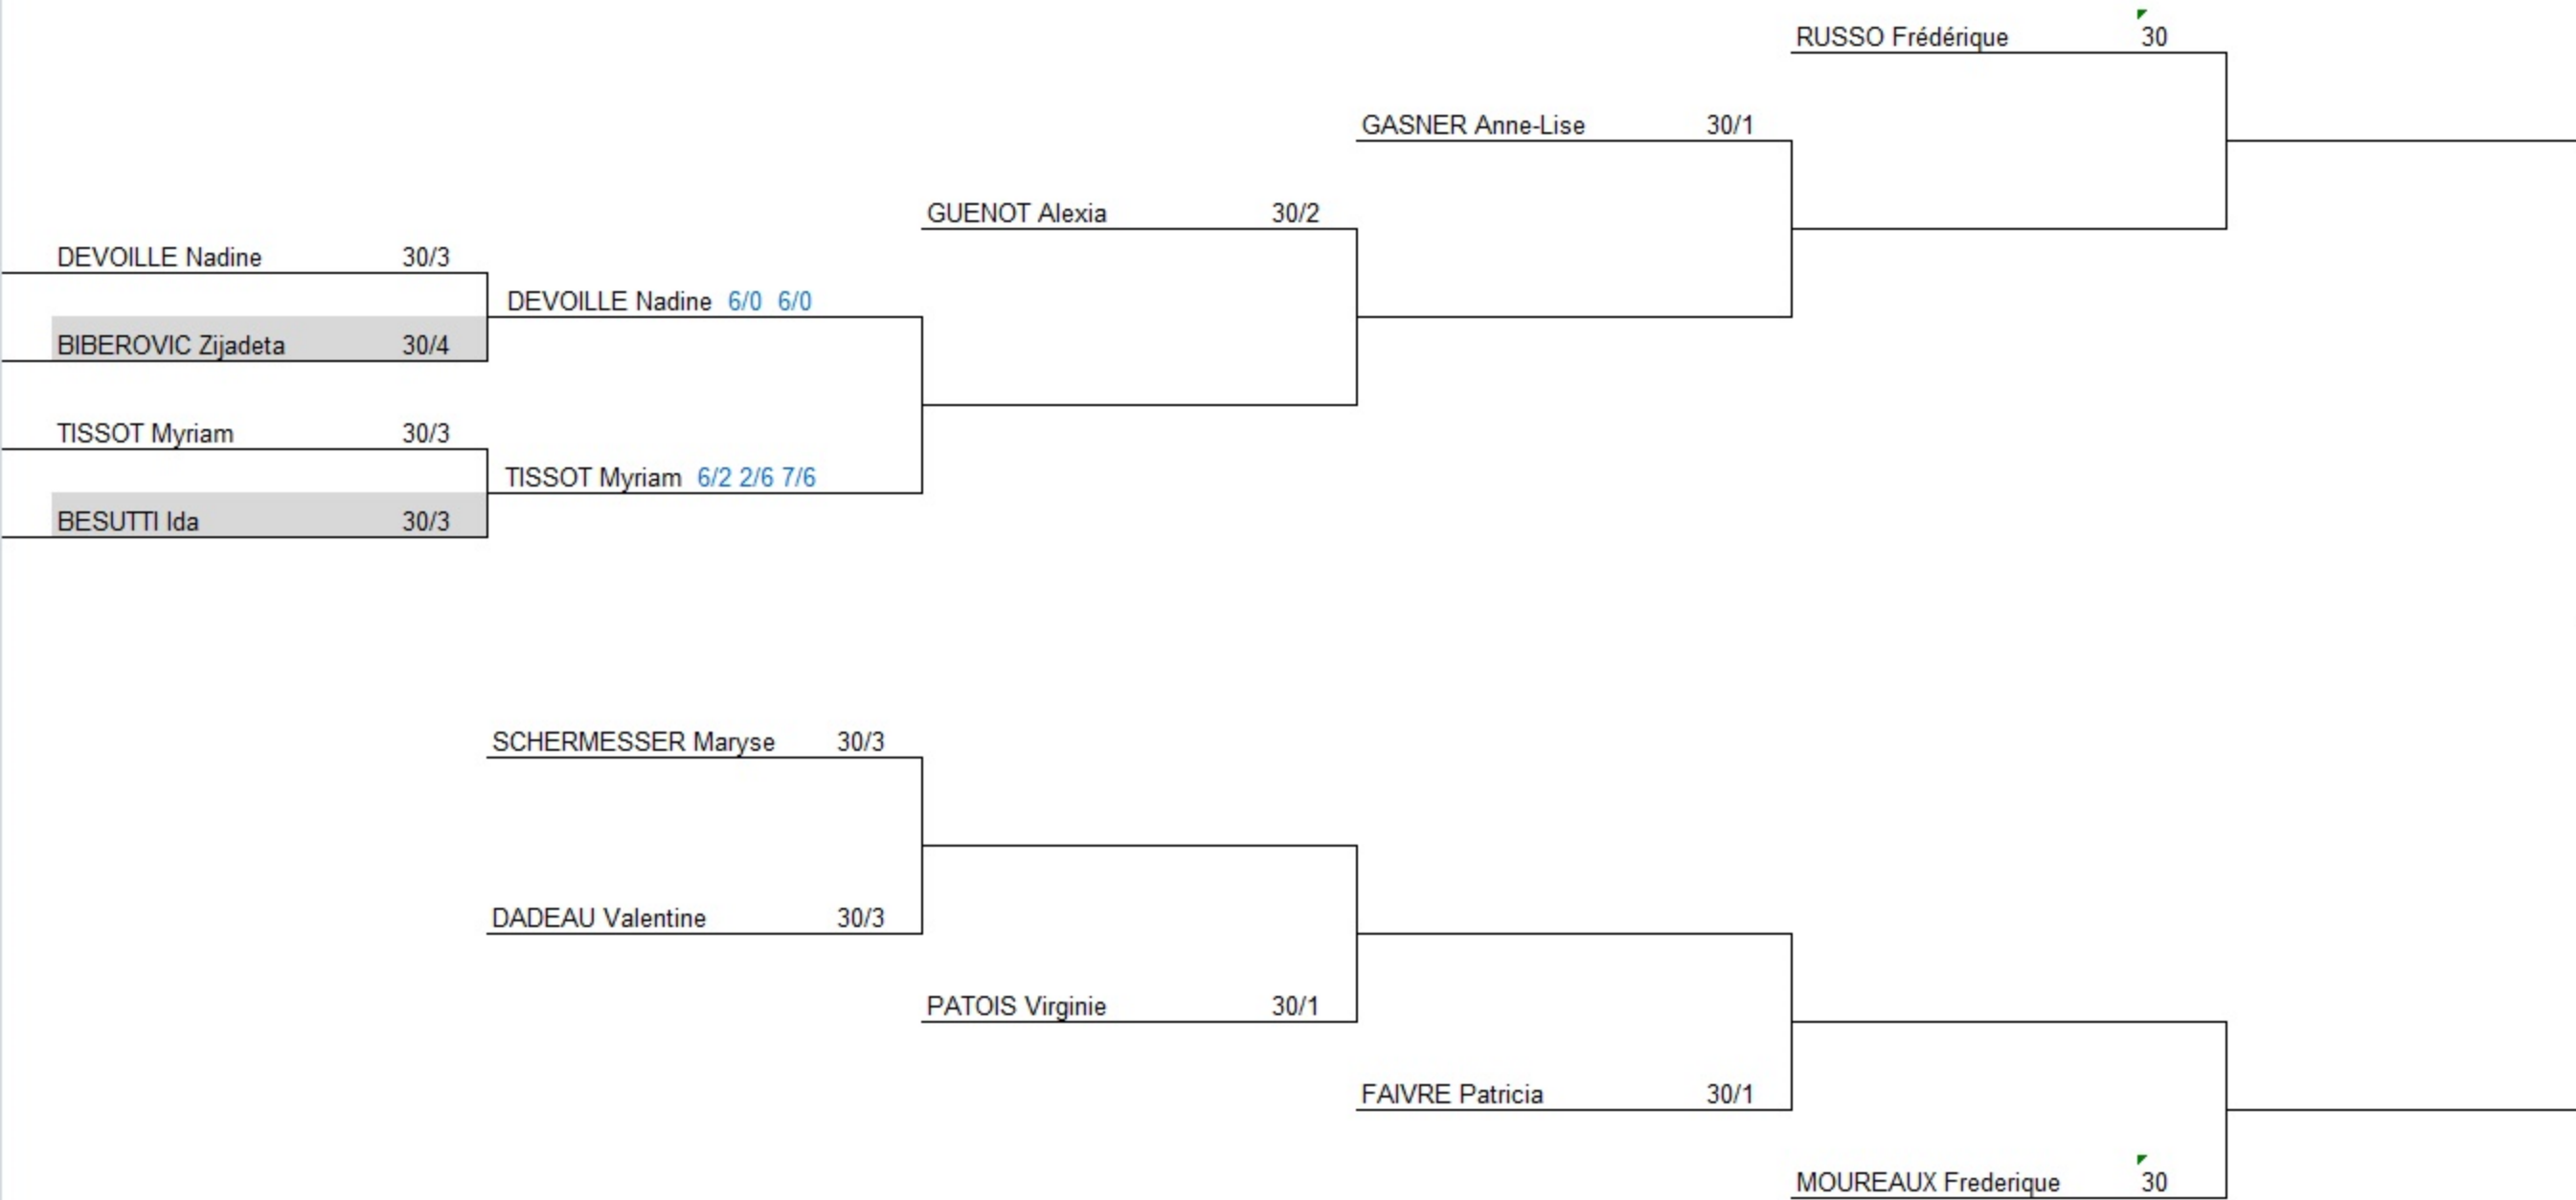 RUSSO Frédérique 30
GASNER Anne-Lise 30/1
GUENOT Alexia 30/2
DEVOILLE Nadine 30/3
DEVOILLE Nadine 6/0 6/0
BIBEROVIC Zijadeta 30/4
TISSOT Myriam 30/3
TISSOT Myriam 6/2 2/6 7/6
BESUTTI Ida 30/3
SCHERMESSER Maryse 30/3
DADEAU Valentine 30/3
PATOIS Virginie 30/1
FAIVRE Patricia 30/1
MOUREAUX Frederique 30